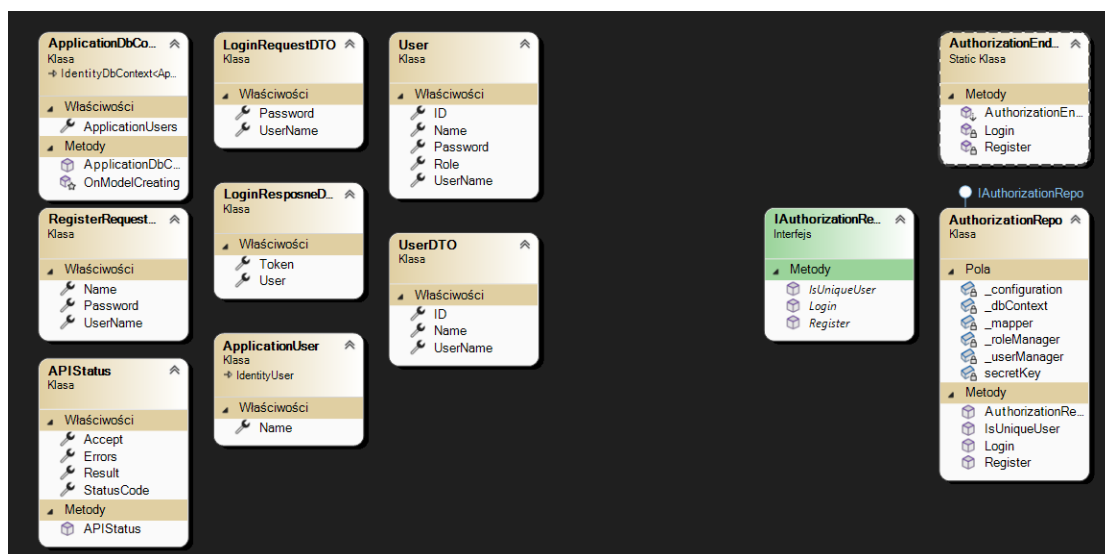 ApplicationDbCo...
Klasa
IdentityDbContext<Ap...
Właściwości
ApplicationUsers
Metody
ApplicationDbC...
OnModelCreating
RegisterRequest...
Klasa
Właściwości
Name
Password
UserName
APIStatus
Klasa
Właściwości
Accept
Errors
Result
StatusCode
Metody
APIStatus
LoginRequestDTO
Klasa
Właściwości
Password
UserName
LoginResposneD...
Klasa
Właściwości
Token
User
ApplicationUser
Klasa
IdentityUser
Właściwości
Name
User
Klasa
Właściwości
ID
Name
Password
Role
UserName
UserDTO
Klasa
Właściwości
ID
Name
UserName
IAuthorizationRe...
Interfejs
Metody
IsUniqueUser
Login
Register
AuthorizationEnd...
Static Klasa
Metody
AuthorizationEn...
Login
Register
IAuthorizationRepo
AuthorizationRepo
Klasa
Pola
_configuration
_dbContext
_mapper
_roleManager
_userManager
secretKey
Metody
AuthorizationRe...
IsUniqueUser
Login
Register